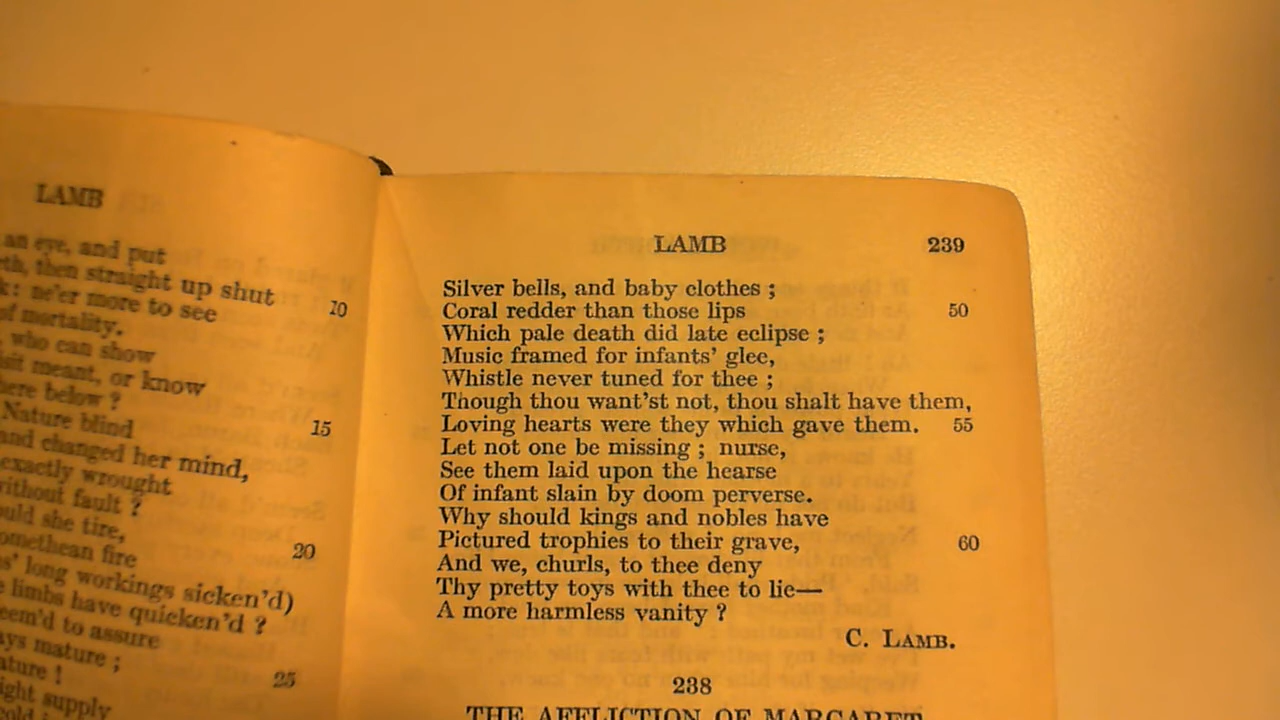 LAMB
an eye, and put
then straight up shut 10
ne'er more to see
of mortality.
who can show
meant, or know
below ?
Nature blind 15
and changed her mind,
exactly wrought
without fault ?
she tire,
fire 20
long workings sicken'd)
limbs have quicken'd ?
to assure
mature ;
25
supply
LAMB 239
Silver bells, and baby clothes ;
Coral redder than those lips 50
Which pale death did late eclipse ;
Music framed for infants' glee,
Whistle never tuned for thee ;
Though thou want'st not, thou shalt have them,
Loving hearts were they which gave them. 55
Let not one be missing ; nurse,
See them laid upon the hearse
Of infant slain by doom perverse.
Why should kings and nobles have
Pictured trophies to their grave, 60
And we, churls, to thee deny
Thy pretty toys with thee to lie—
A more harmless vanity ?
C. LAMB.
238
THE AFFLICTION OF MARGARET